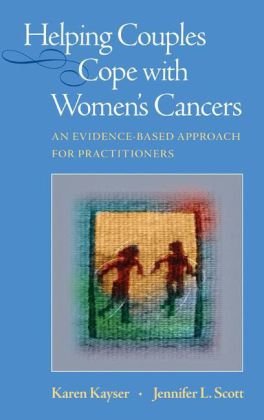 Helping Couples
Cope with
Women's Cancers
AN EVIDENCE-BASED APPROACH
FOR PRACTITIONERS
Karen Kayser • Jennifer L. Scott